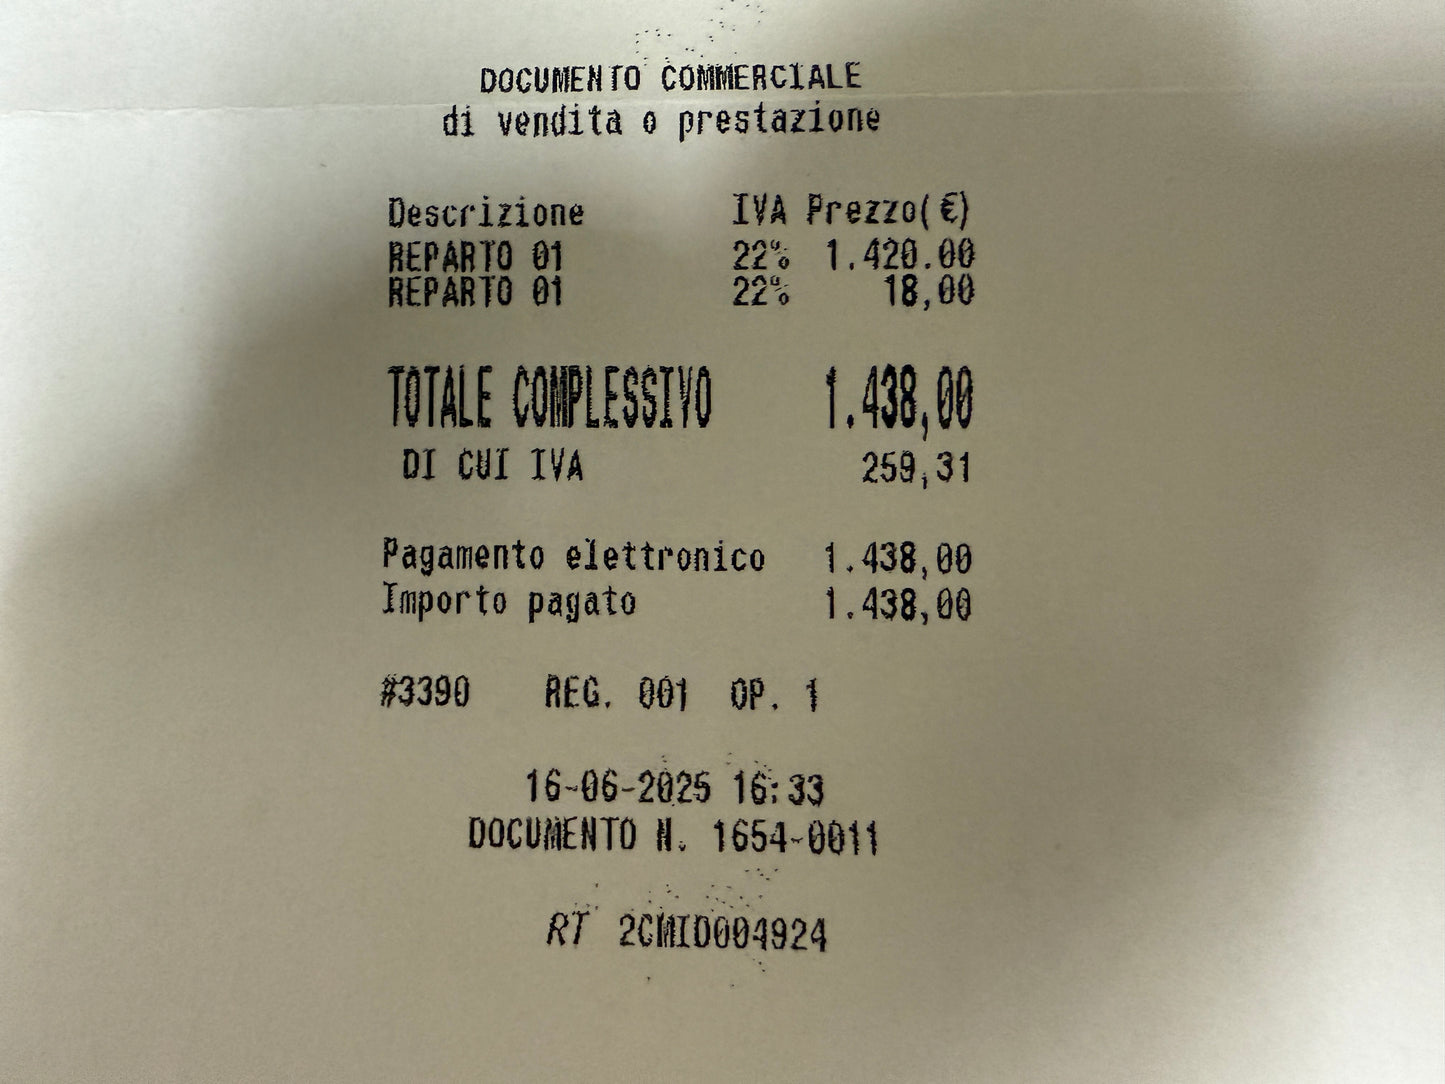 DOCUMENTO COMMERCIALE
di vendita o prestazione
Descrizione IVA Prezzo(€)
REPARTO 01 22% 1.420.00
REPARTO 01 22% 18,00
TOTALE COMPLESSIVO 1.438,00
DI CUI IVA 259,31
Pagamento elettronico 1.438,00
Importo pagato 1.438,00
#3390 REG. 001 OP. 1
16-06-2025 16:33
DOCUMENTO N. 1654-0011
RT 2CMID004924